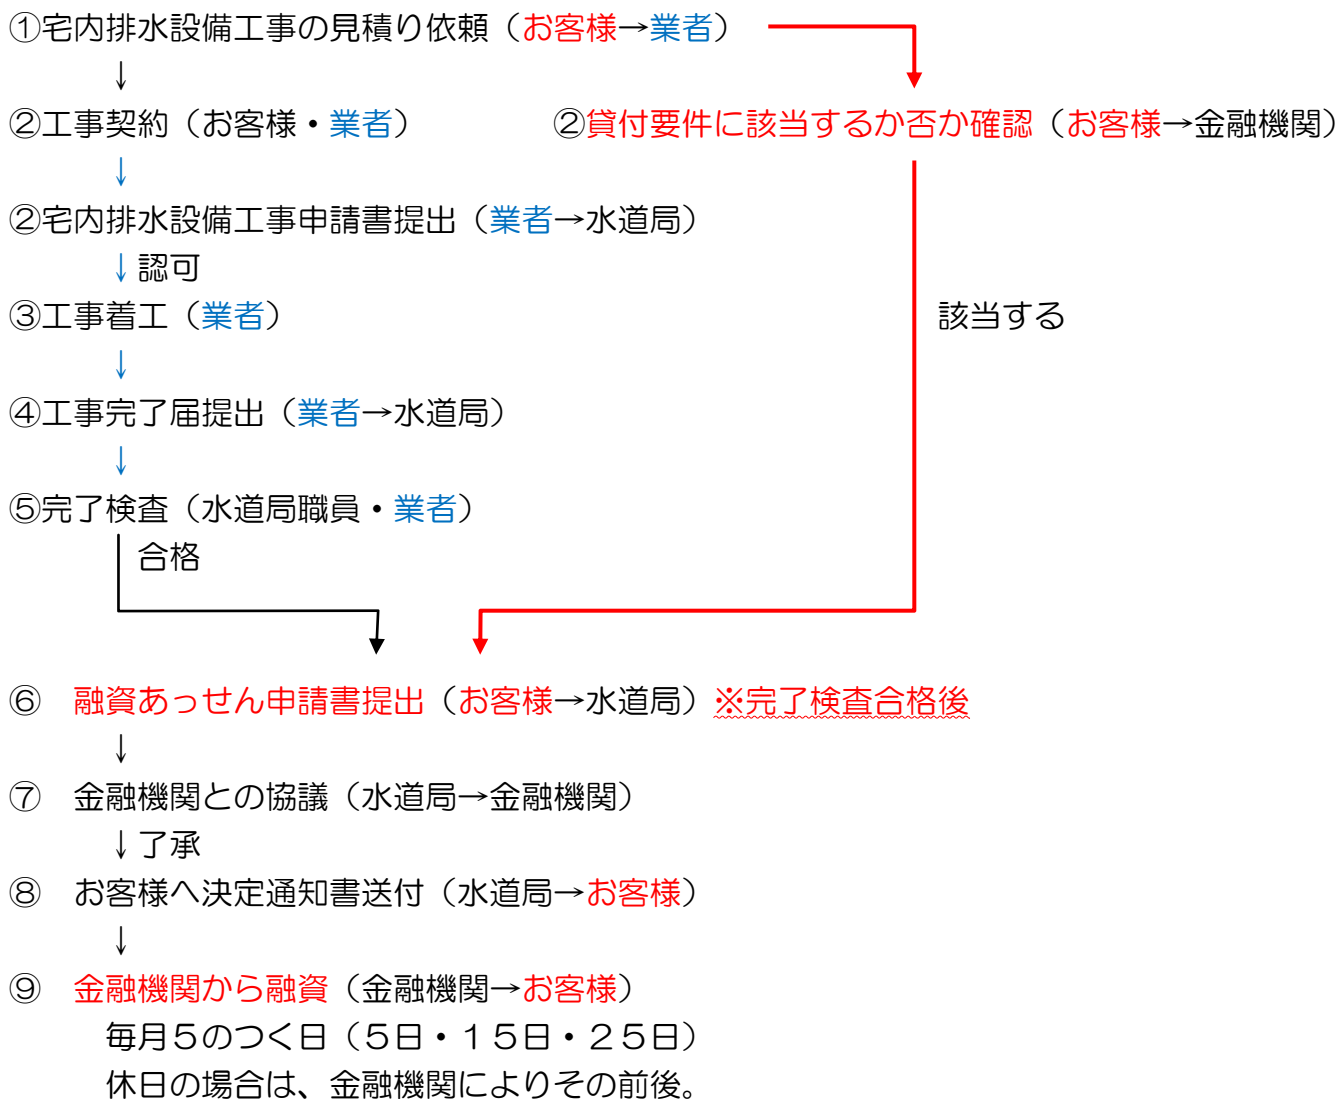 ①宅内排水設備工事の見積り依頼（お客様→業者）
↓
②工事契約（お客様・業者）
②貸付要件に該当するか否か確認（お客様→金融機関）
↓
②宅内排水設備工事申請書提出（業者→水道局）
↓認可
③工事着工（業者）
該当する
↓
④工事完了届提出（業者→水道局）
↓
⑤完了検査（水道局職員・業者）
合格
⑥　融資あっせん申請書提出（お客様→水道局）※完了検査合格後
↓
⑦　金融機関との協議（水道局→金融機関）
↓了承
⑧　お客様へ決定通知書送付（水道局→お客様）
↓
⑨　金融機関から融資（金融機関→お客様）
毎月５のつく日（５日・１５日・２５日）
休日の場合は、金融機関によりその前後。